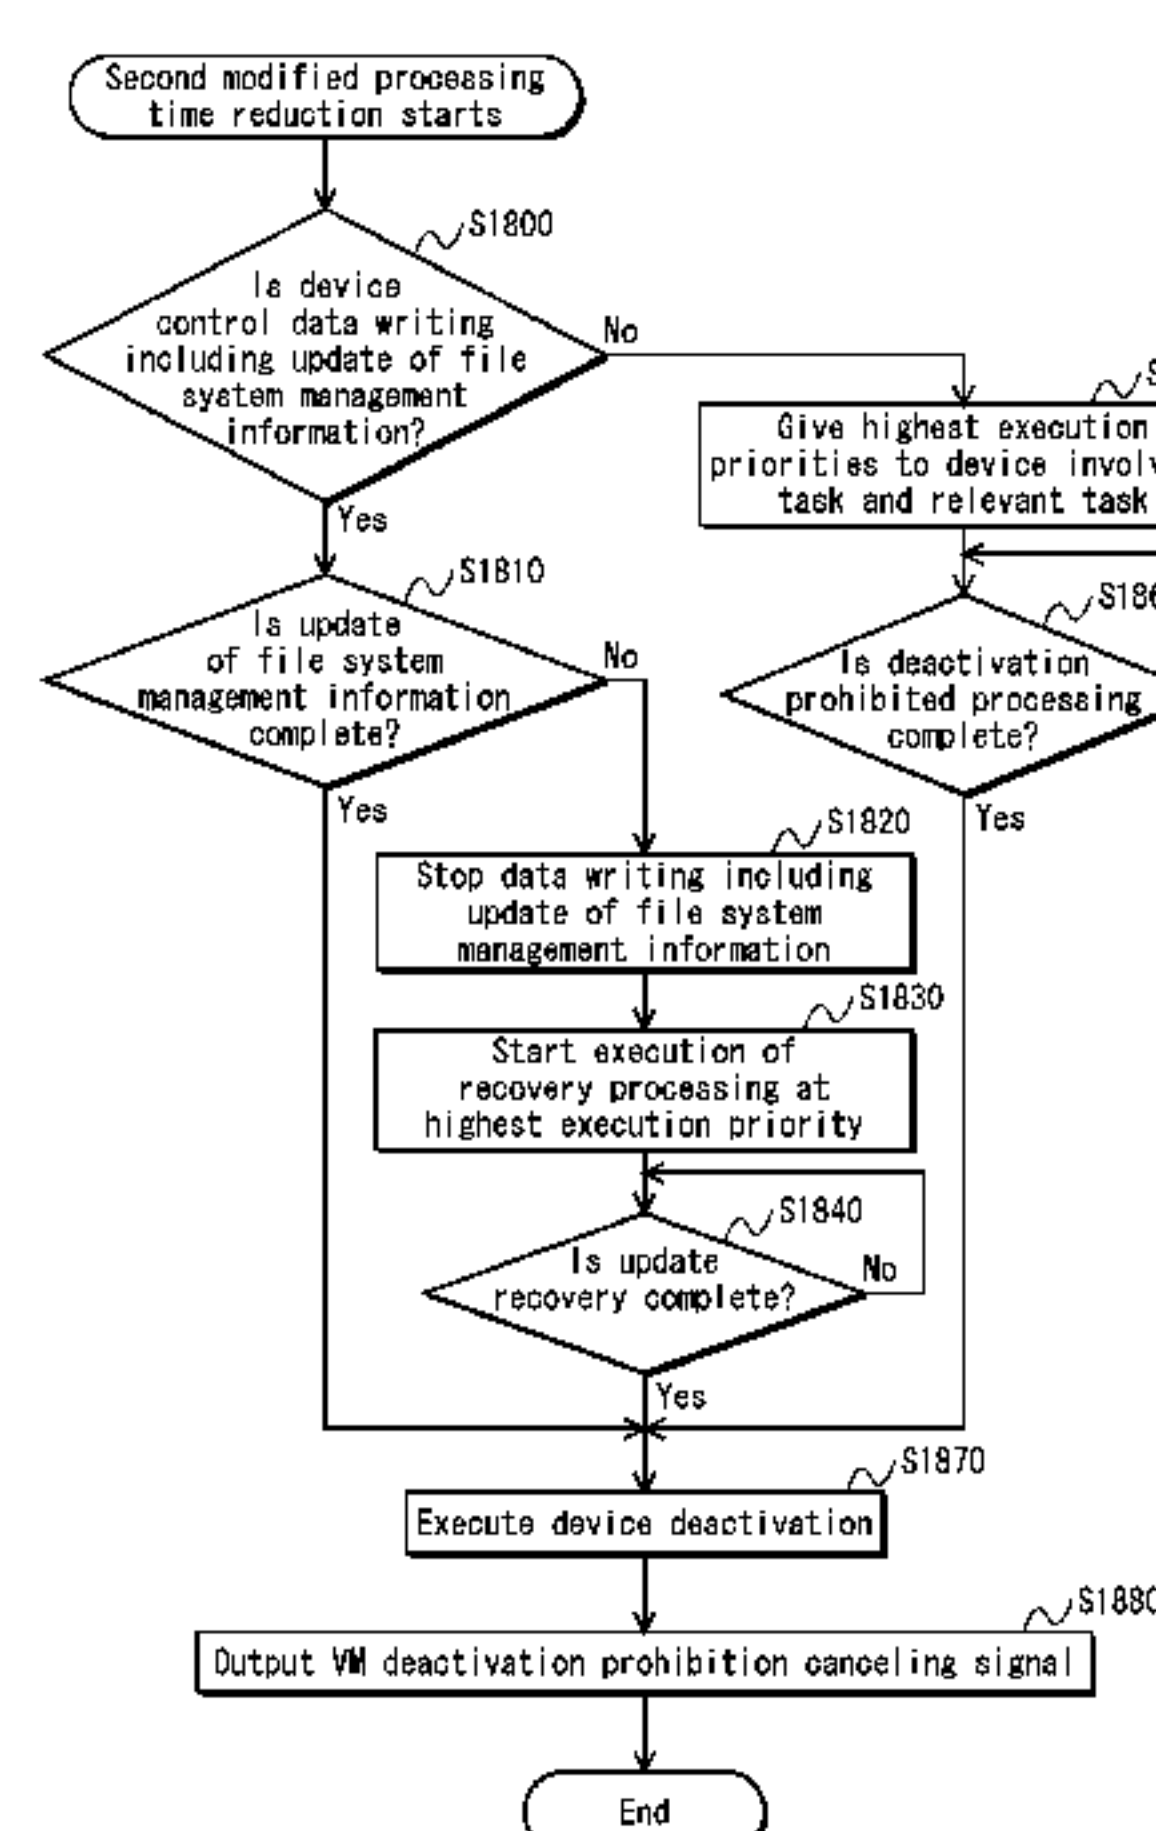 Second modified processing
time reduction starts
S1800
Is device
control data writing
including update of file
system management
information?
No
Yes
Give highest execution
priorities to device
task and relevant task
S1810
Is update
of file system
management information
complete?
No
Yes
Is deactivation
prohibited processing
complete?
Yes
S1820
Stop data writing including
update of file system
management information
S1830
Start execution of
recovery processing at
highest execution priority
S1840
Is update
recovery complete?
No
Yes
S1870
Execute device deactivation
S1880
Output VM deactivation prohibition canceling signal
End